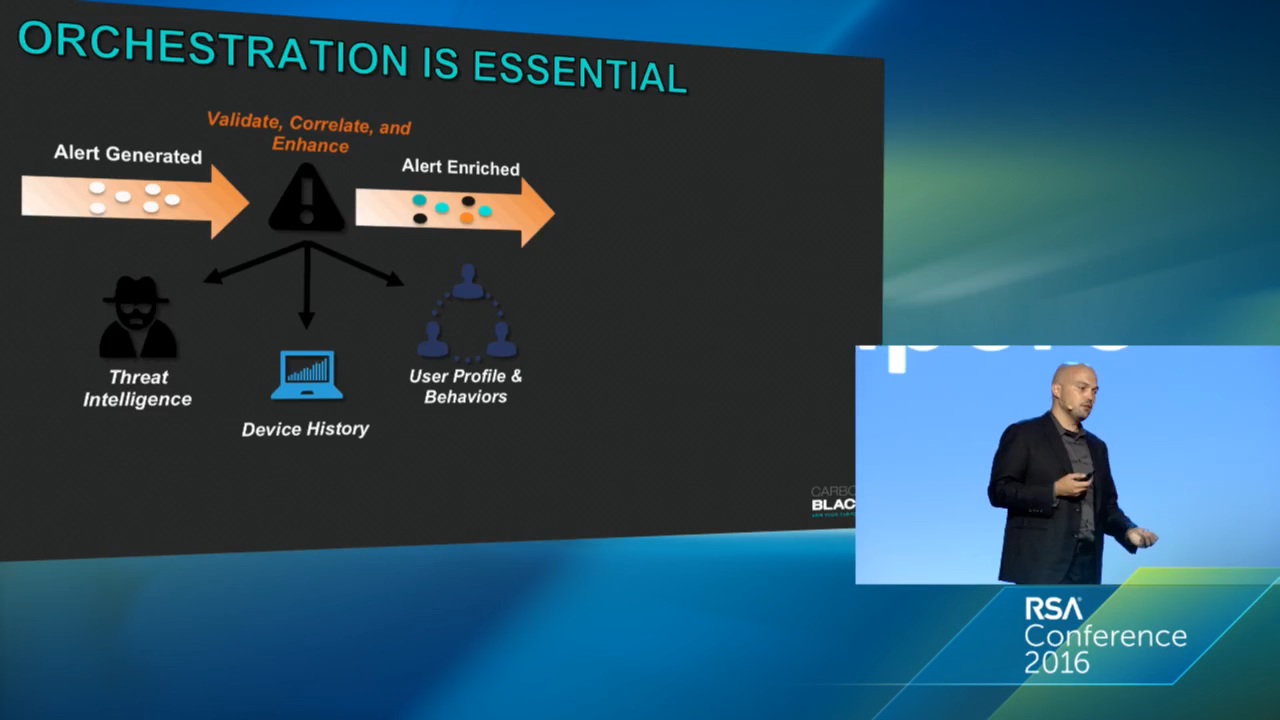 ORCHESTRATION IS ESSENTIAL
Validate, Correlate, and
Enhance
Alert Generated
Alert Enriched
Threat
Intelligence
Device History
User Profile &
Behaviors
CARBO
BLAC
RSA
Conference
2016